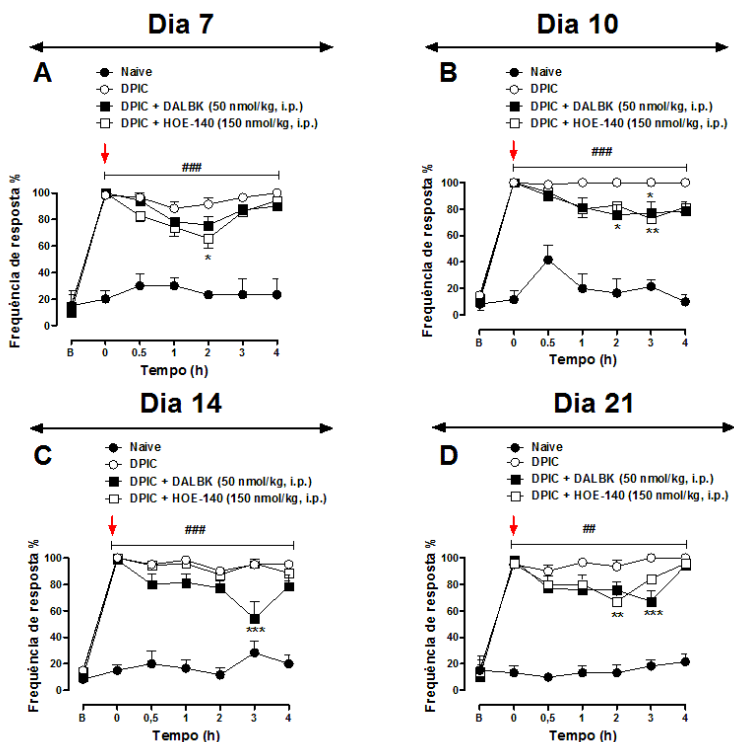 Dia 7
A
Naive
DPIC
DPIC + DALBK (50 nmol/kg, i.p.)
DPIC + HOE-140 (150 nmol/kg, i.p.)
###
Frequência de resposta %
100
80
60
40
20
0
*
B 0 0.5 1 2 3 4
Tempo (h)
Dia 10
B
Naive
DPIC
DPIC + DALBK (50 nmol/kg, i.p.)
DPIC + HOE-140 (150 nmol/kg, i.p.)
###
Frequência de resposta %
100
80
60
40
20
0
*
* **
B 0 0.5 1 2 3 4
Tempo (h)
Dia 14
C
Naive
DPIC
DPIC + DALBK (50 nmol/kg, i.p.)
DPIC + HOE-140 (150 nmol/kg, i.p.)
###
Frequência de resposta %
100
80
60
40
20
0
***
B 0 0,5 1 2 3 4
Tempo (h)
Dia 21
D
Naive
DPIC
DPIC + DALBK (50 nmol/kg, i.p.)
DPIC + HOE-140 (150 nmol/kg, i.p.)
##
Frequência de resposta %
100
80
60
40
20
0
** ***
B 0 0,5 1 2 3 4
Tempo (h)